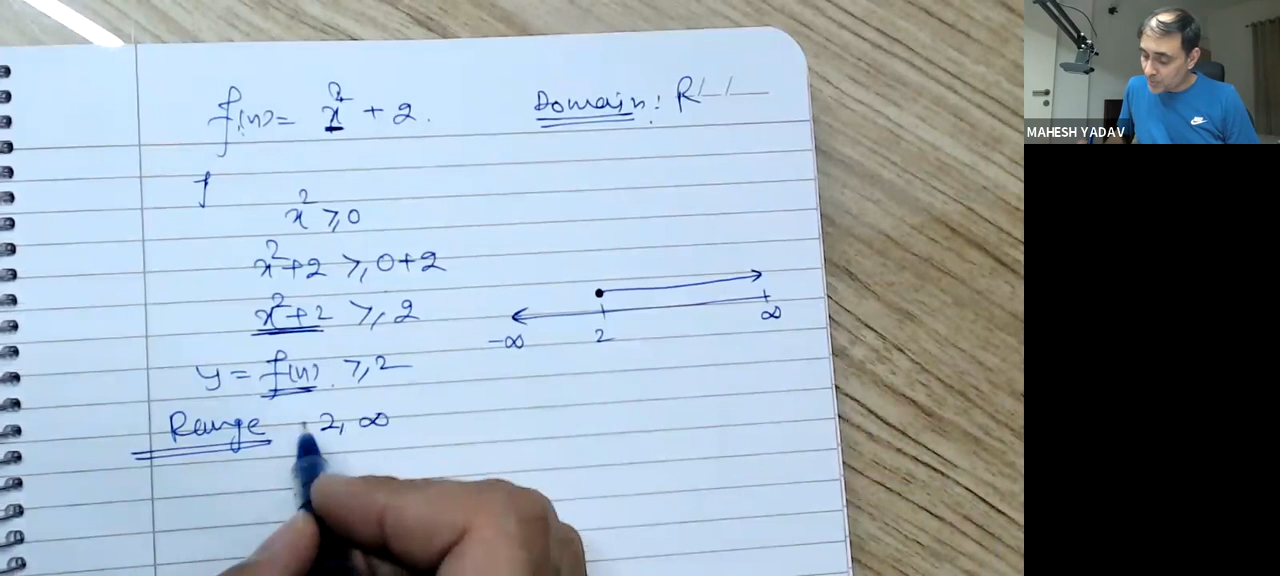 f(x) = x² + 2.
Domain: R
f
x² ≥ 0
x² + 2 ≥ 0 + 2
x² + 2 ≥ 2
-∞ 2 ∞
y = f(x) ≥ 2
Range 2, ∞
MAHESH YADAV